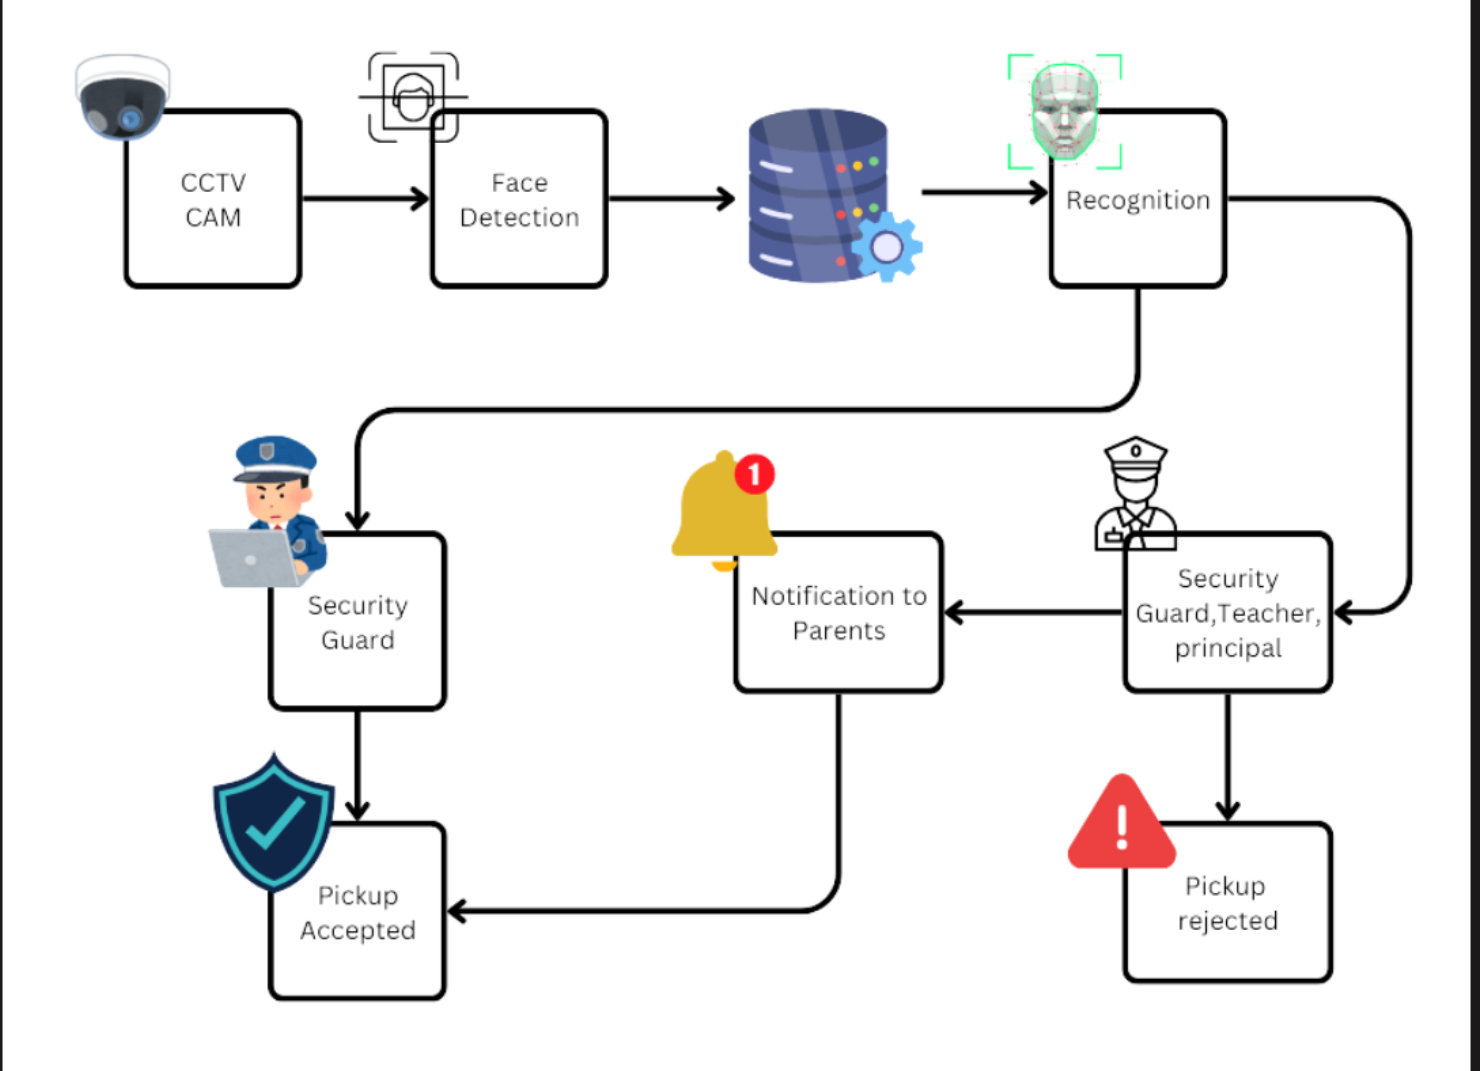 CCTV
CAM
Face
Detection
Recognition
Security
Guard
1
Notification to
Parents
0
Security
Guard,Teacher,
principal
Pickup
Accepted
!
Pickup
rejected